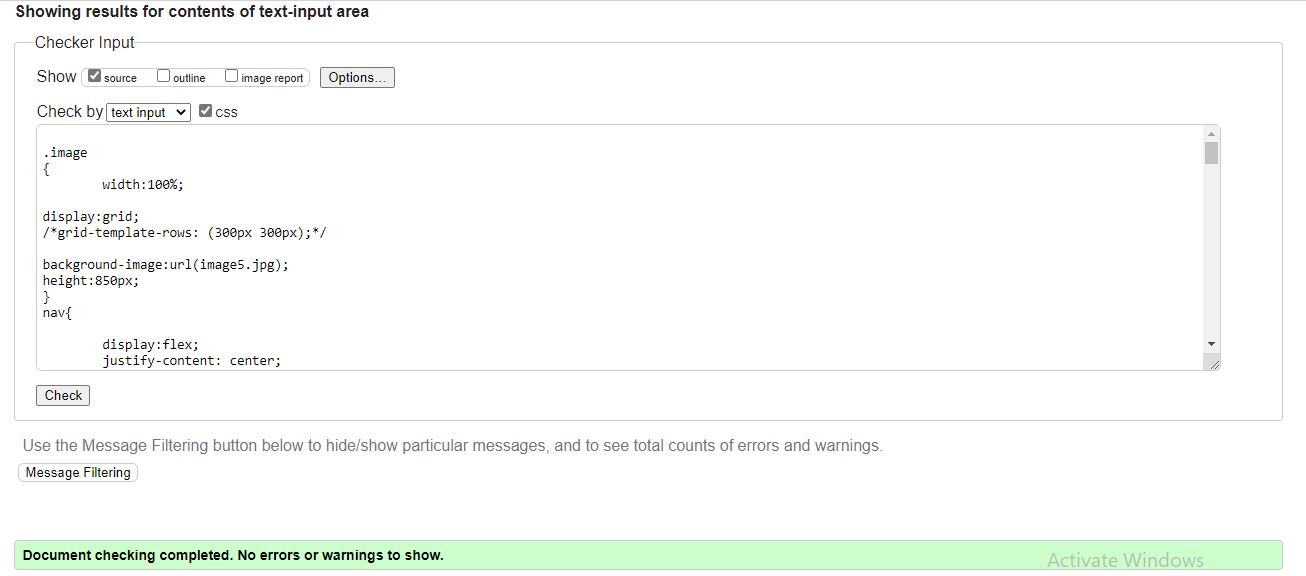 Showing results for contents of text-input area
Checker Input
Show source outline image report Options...
Check by text input css
.image
{
width:100%;
display:grid;
/*grid-template-rows: (300px 300px);*/
background-image:url(image5.jpg);
height:850px;
}
nav{
display:flex;
justify-content: center;
Check
Use the Message Filtering button below to hide/show particular messages, and to see total counts of errors and warnings.
Message Filtering
Document checking completed. No errors or warnings to show.
Activate Windows